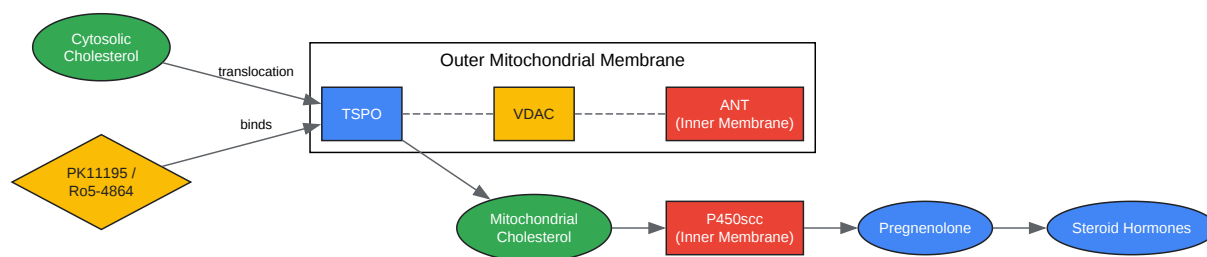 Cytosolic
Cholesterol
translocation
Outer Mitochondrial Membrane
TSPO
VDAC
ANT
(Inner Membrane)
binds
PK11195 /
Ro5-4864
Mitochondrial
Cholesterol
P450scc
(Inner Membrane)
Pregnenolone
Steroid Hormones